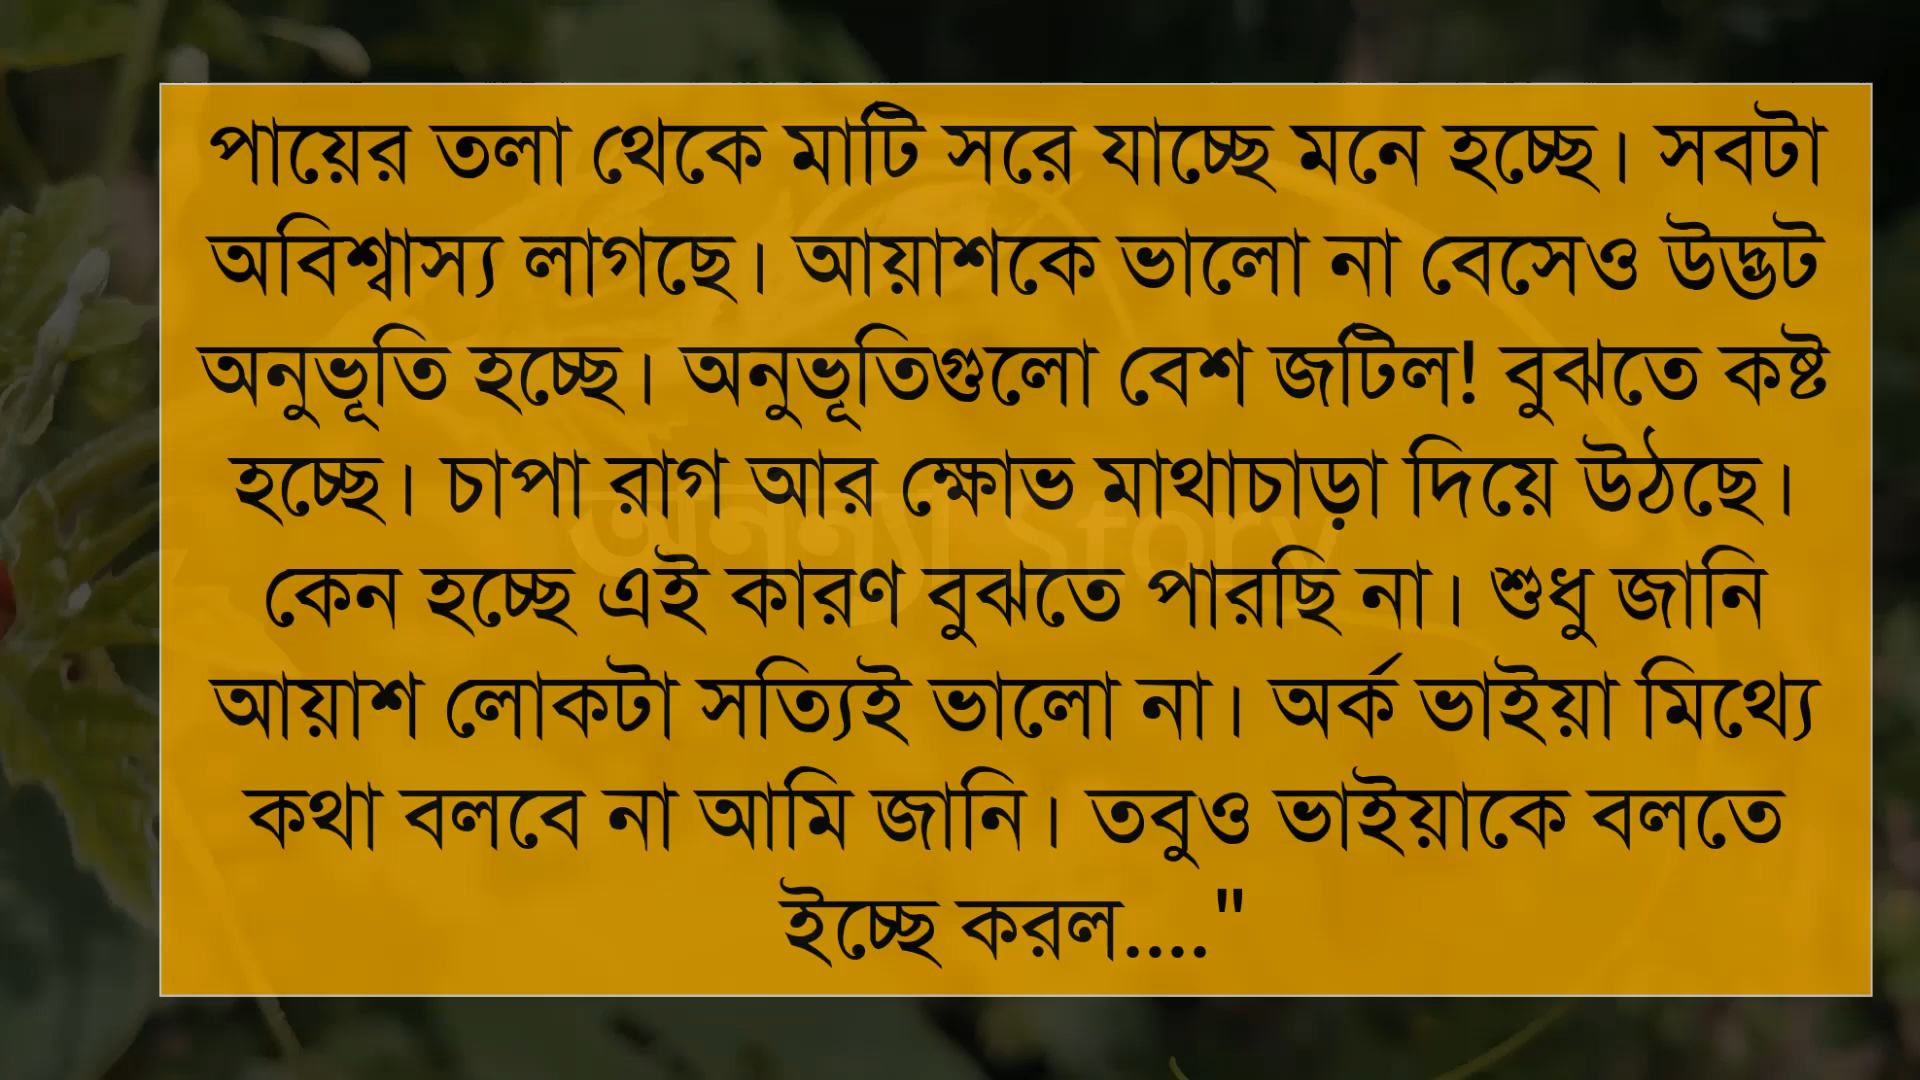 পায়ের তলা থেকে মাটি সরে যাচ্ছে মনে হচ্ছে। সবটা
অবিশ্বাস্য লাগছে। আয়াশকে ভালো না বেসেও উদ্ভট
অনুভূতি হচ্ছে। অনুভূতিগুলো বেশ জটিল! বুঝতে কষ্ট
হচ্ছে। চাপা রাগ আর ক্ষোভ মাথাচাড়া দিয়ে উঠছে।
অনন্যা Story
কেন হচ্ছে এই কারণ বুঝতে পারছি না। শুধু জানি
আয়াশ লোকটা সত্যিই ভালো না। অর্ক ভাইয়া মিথ্যে
কথা বলবে না আমি জানি। তবুও ভাইয়াকে বলতে
ইচ্ছে করল...."